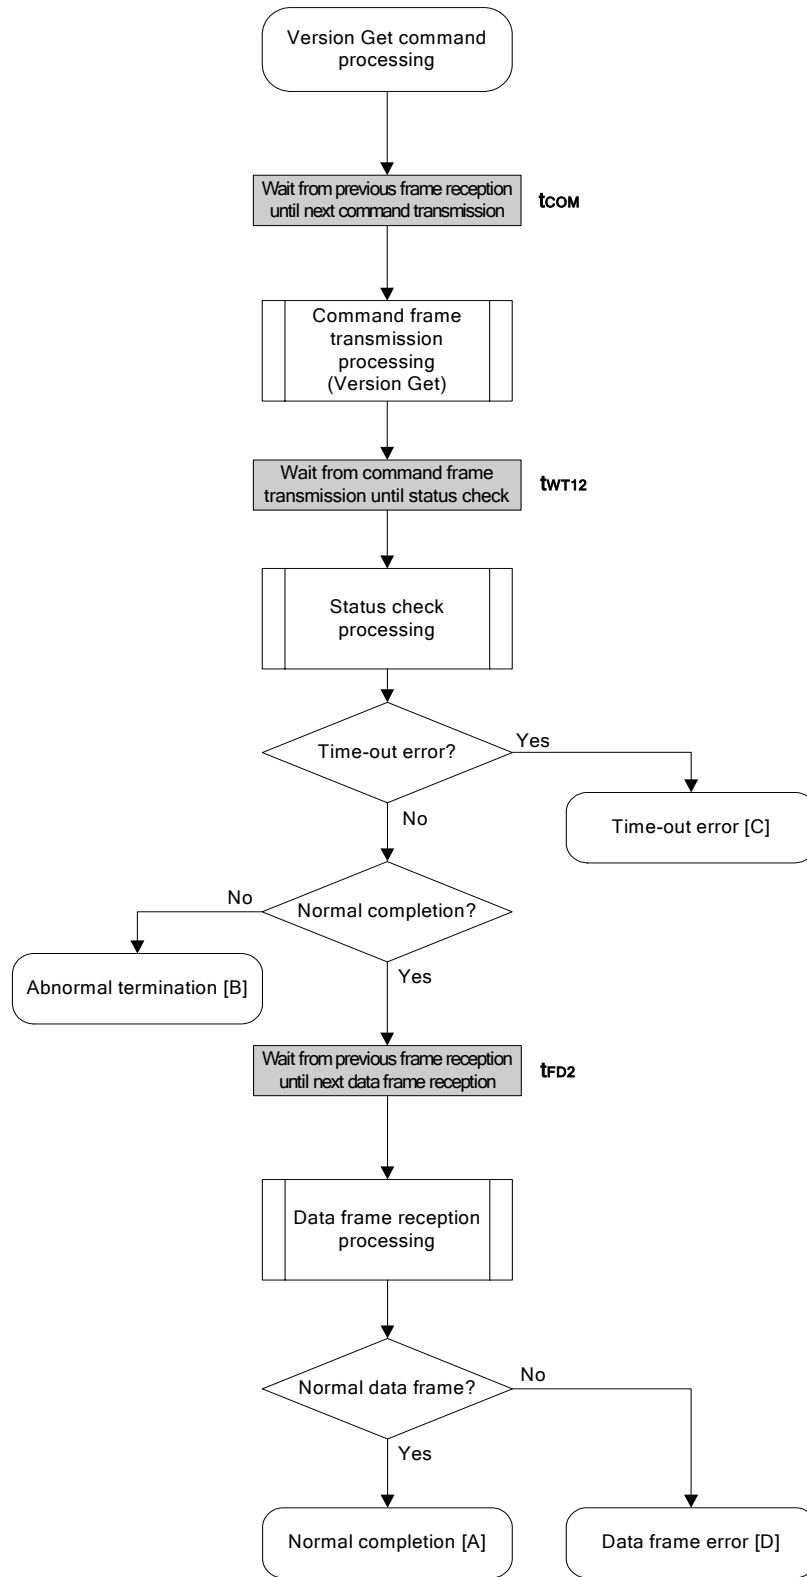 Version Get command
processing
Wait from previous frame reception
until next command transmission
tCOM
Command frame
transmission
processing
(Version Get)
Wait from command frame
transmission until status check
tWT12
Status check
processing
Time-out error?
Yes
No
Time-out error [C]
Normal completion?
No
Yes
Abnormal termination [B]
Wait from previous frame reception
until next data frame reception
tFD2
Data frame reception
processing
Normal data frame?
No
Yes
Normal completion [A]
Data frame error [D]